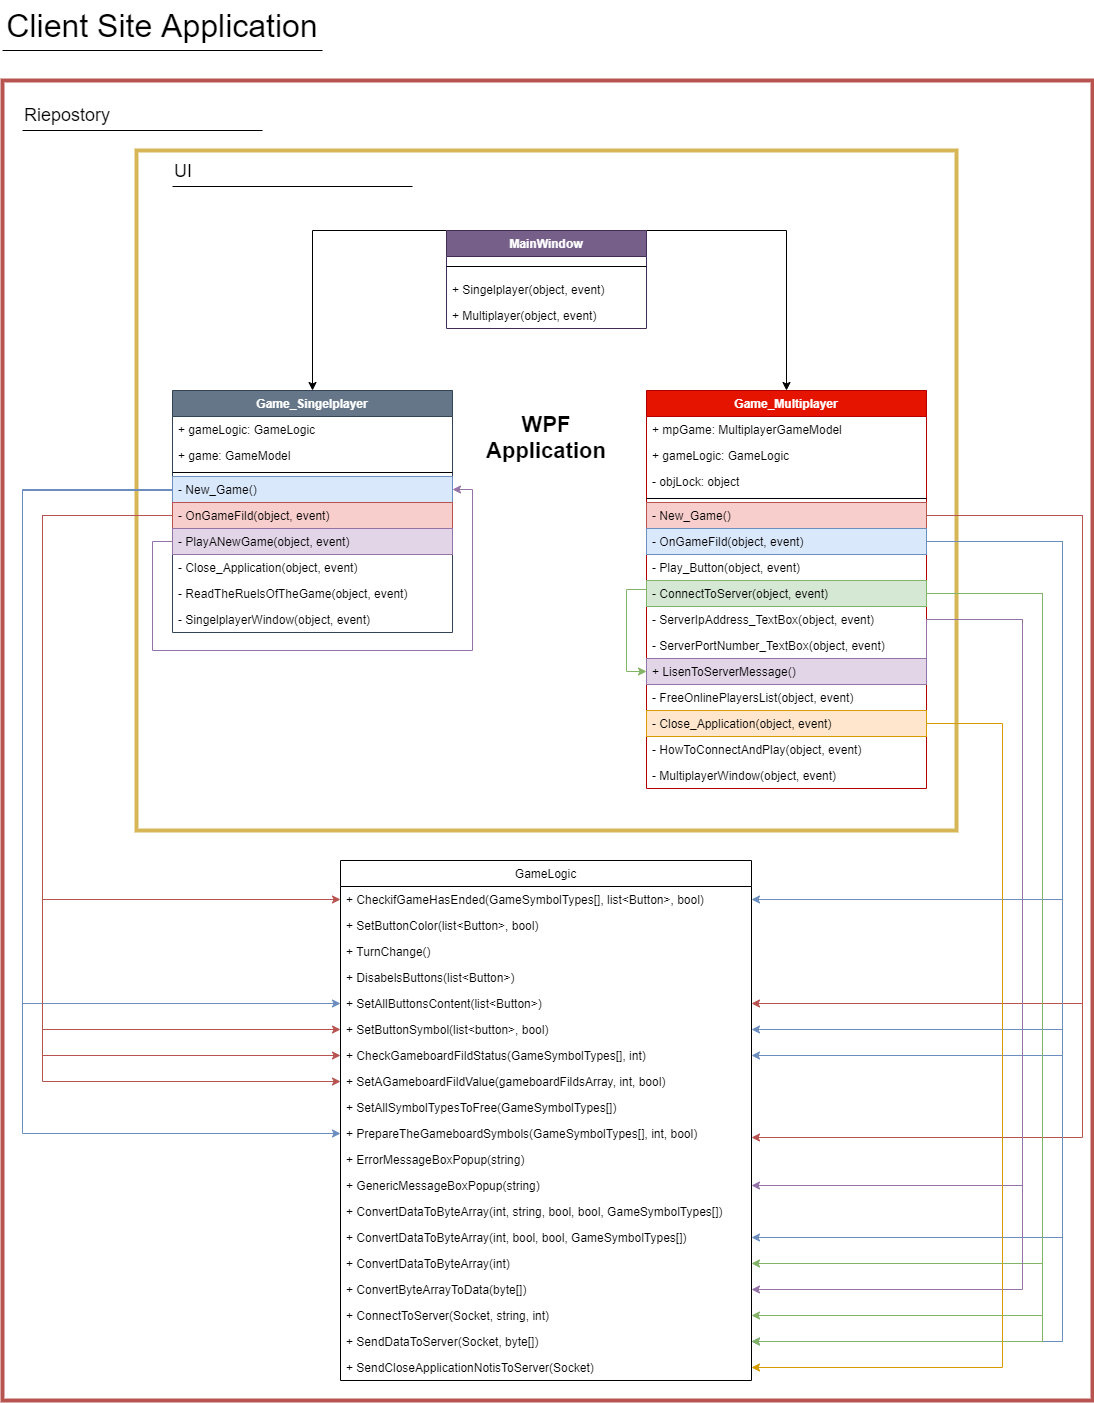 Client Site Application
Riepostory
UI
MainWindow
+ Singelplayer(object, event)
+ Multiplayer(object, event)
Game_Singelplayer
+ gameLogic: GameLogic
+ game: GameModel
- New_Game()
- OnGameFild(object, event)
- PlayANewGame(object, event)
- Close_Application(object, event)
- ReadTheRuelsOfTheGame(object, event)
- SingelplayerWindow(object, event)
WPF
Application
Game_Multiplayer
+ mpGame: MultiplayerGameModel
+ gameLogic: GameLogic
- objLock: object
- New_Game()
- OnGameFild(object, event)
- Play_Button(object, event)
- ConnectToServer(object, event)
- ServerIpAddress_TextBox(object, event)
- ServerPortNumber_TextBox(object, event)
+ LisenToServerMessage()
- FreeOnlinePlayersList(object, event)
- Close_Application(object, event)
- HowToConnectAndPlay(object, event)
- MultiplayerWindow(object, event)
GameLogic
+ CheckifGameHasEnded(GameSymbolTypes[], list<Button>, bool)
+ SetButtonColor(list<Button>, bool)
+ TurnChange()
+ DisabelsButtons(list<Button>)
+ SetAllButtonsContent(list<Button>)
+ SetButtonSymbol(list<button>, bool)
+ CheckGameboardFildStatus(GameSymbolTypes[], int)
+ SetAGameboardFildValue(gameboardFildsArray, int, bool)
+ SetAllSymbolTypesToFree(GameSymbolTypes[])
+ PrepareTheGameboardSymbols(GameSymbolTypes[], int, bool)
+ ErrorMessageBoxPopup(string)
+ GenericMessageBoxPopup(string)
+ ConvertDataToByteArray(int, string, bool, bool, GameSymbolTypes[])
+ ConvertDataToByteArray(int, bool, bool, GameSymbolTypes[])
+ ConvertDataToByteArray(int)
+ ConvertByteArrayToData(byte[])
+ ConnectToServer(Socket, string, int)
+ SendDataToServer(Socket, byte[])
+ SendCloseApplicationNotisToServer(Socket)